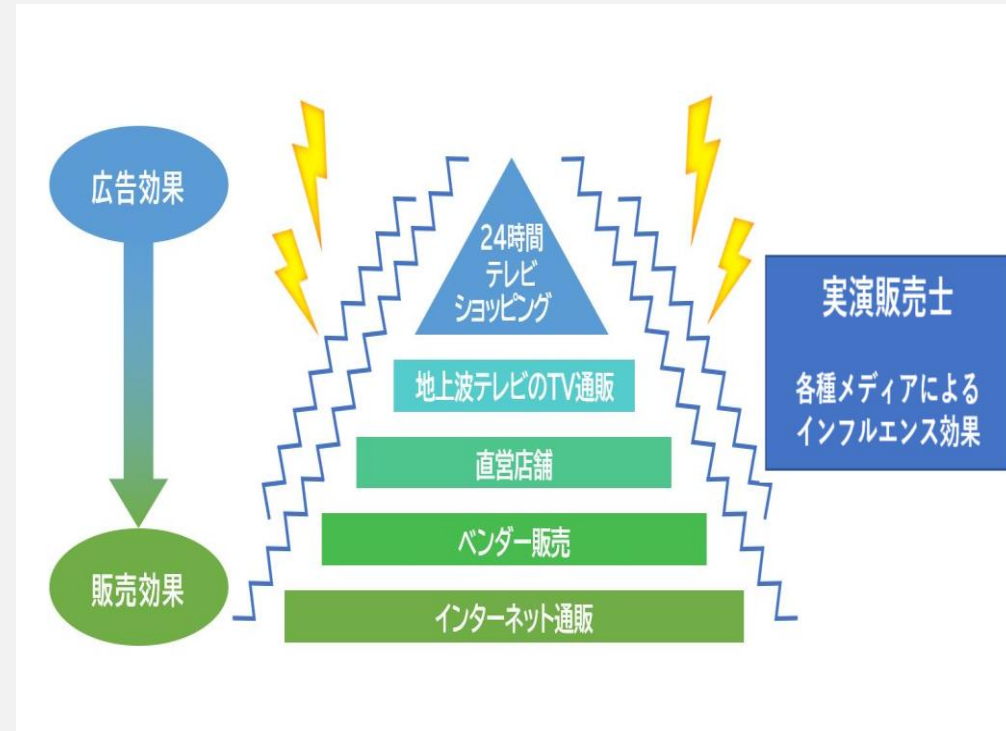 広告効果
24時間
テレビ
ショッピング
地上波テレビのTV通販
直営店舗
ベンダー販売
インターネット通販
販売効果
実演販売士
各種メディアによる
インフルエンス効果